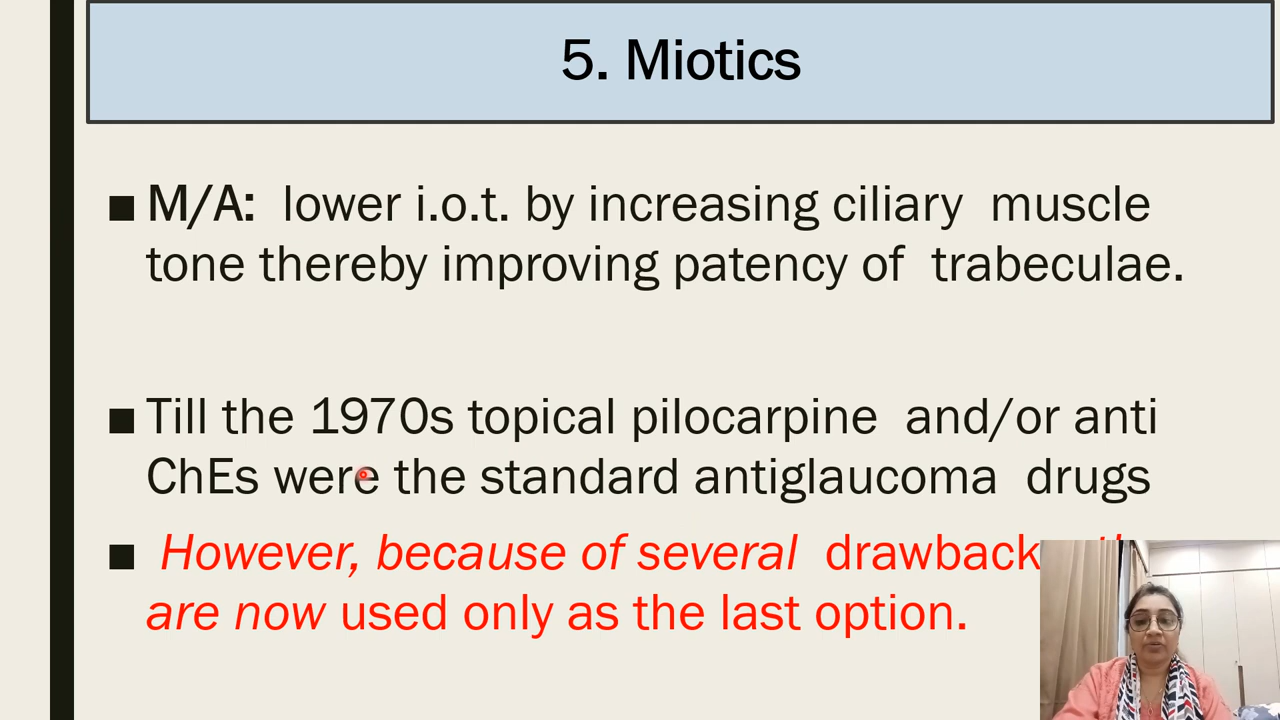 5. Miotics
■ M/A: lower i.o.t. by increasing ciliary muscle
tone thereby improving patency of trabeculae.
■ Till the 1970s topical pilocarpine and/or anti
ChEs were the standard antiglaucoma drugs
■ However, because of several drawback
are now used only as the last option.